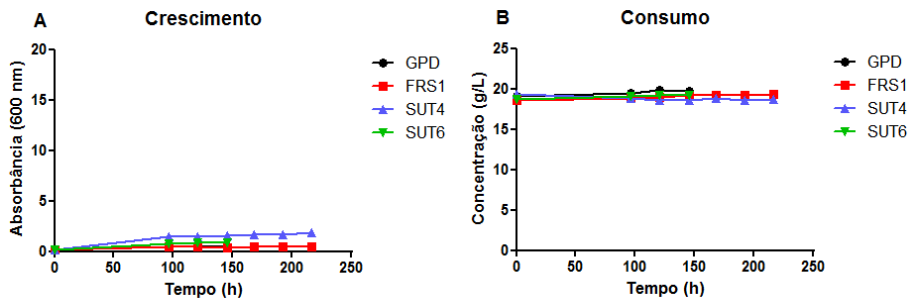 A
Crescimento
Absorbância (600 nm)
20
15
10
5
0
0
50
100
150
200
250
Tempo (h)
GPD
FRS1
SUT4
SUT6
B
Consumo
Concentração (g/L)
25
20
15
10
5
0
0
50
100
150
200
250
Tempo (h)
GPD
FRS1
SUT4
SUT6